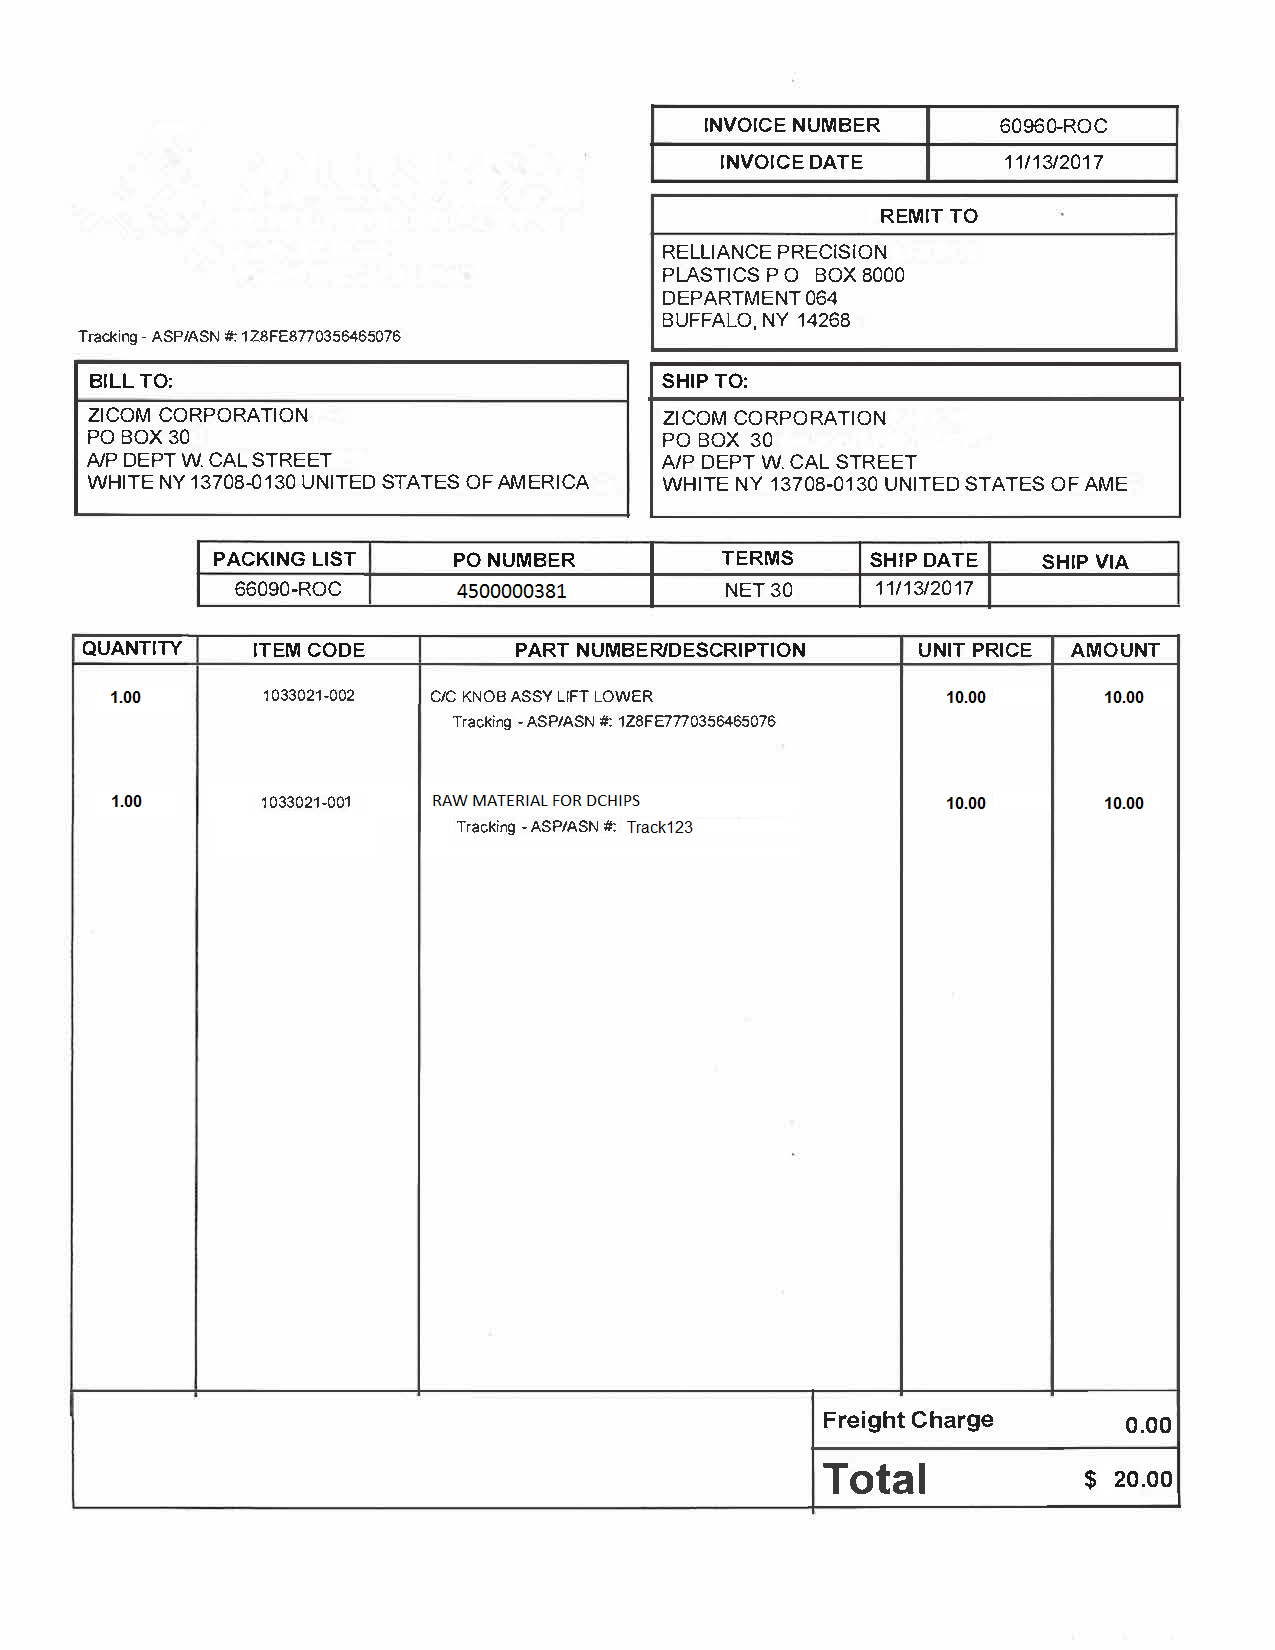 INVOICE NUMBER 60960-ROC
INVOICE DATE 11/13/2017
REMIT TO
RELLIANCE PRECISION
PLASTICS P O BOX 8000
DEPARTMENT 064
BUFFALO, NY 14268
Tracking - ASP/ASN #: 1Z8FE8770356465076
BILL TO:
ZICOM CORPORATION
PO BOX 30
A/P DEPT W. CAL STREET
WHITE NY 13708-0130 UNITED STATES OF AMERICA
SHIP TO:
ZICOM CORPORATION
PO BOX 30
A/P DEPT W. CAL STREET
WHITE NY 13708-0130 UNITED STATES OF AME
PACKING LIST PO NUMBER TERMS SHIP DATE SHIP VIA
66090-ROC 4500000381 NET 30 11/13/2017
QUANTITY ITEM CODE PART NUMBER/DESCRIPTION UNIT PRICE AMOUNT
1.00 1033021-002 C/C KNOB ASSY LIFT LOWER 10.00 10.00
Tracking - ASP/ASN #: 1Z8FE7770356465076
1.00 1033021-001 RAW MATERIAL FOR DCHIPS 10.00 10.00
Tracking - ASP/ASN #: Track123
Freight Charge 0.00
Total $ 20.00